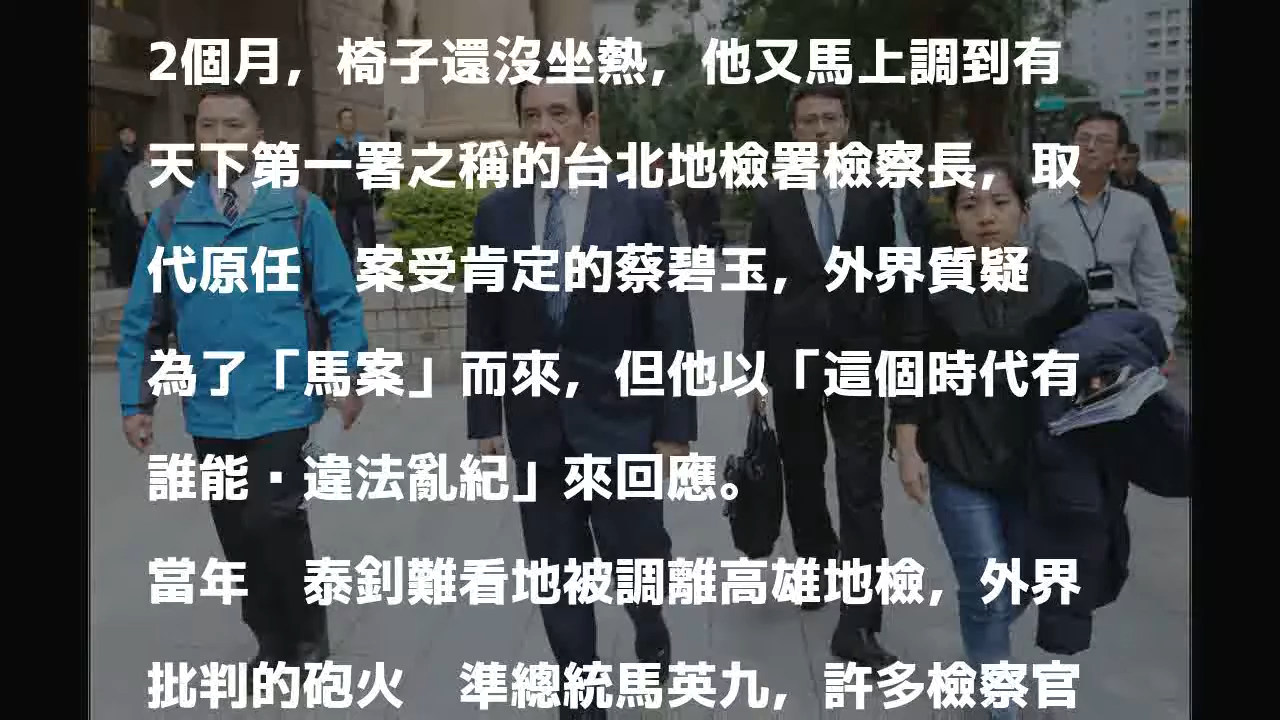 2個月，椅子還沒坐熱，他又馬上調到有
天下第一署之稱的台北地檢署檢察長，取
代原任　案受肯定的蔡碧玉，外界質疑
為了「馬案」而來，但他以「這個時代有
誰能·違法亂紀」來回應。
當年　泰釗難看地被調離高雄地檢，外界
批判的砲火　準總統馬英九，許多檢察官